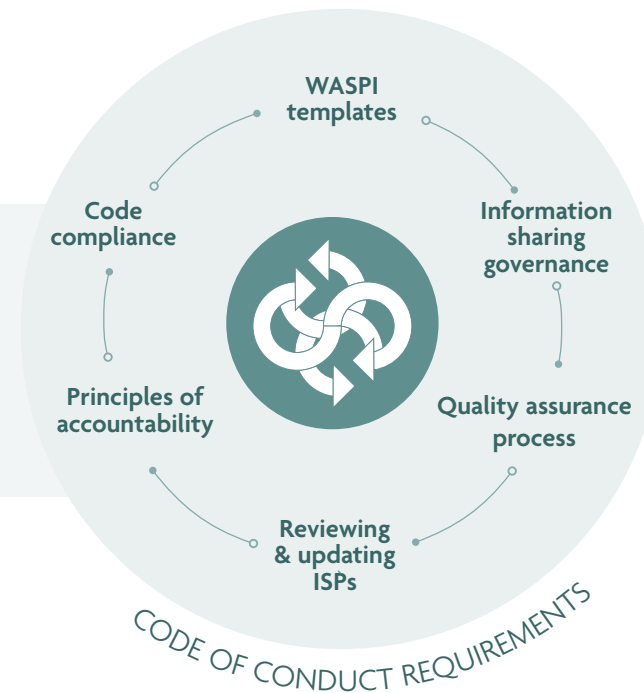 WASPI
templates
Information
sharing
governance
Quality assurance
process
Reviewing
& updating
ISPs
Principles of
accountability
Code
compliance
CODE OF CONDUCT REQUIREMENTS